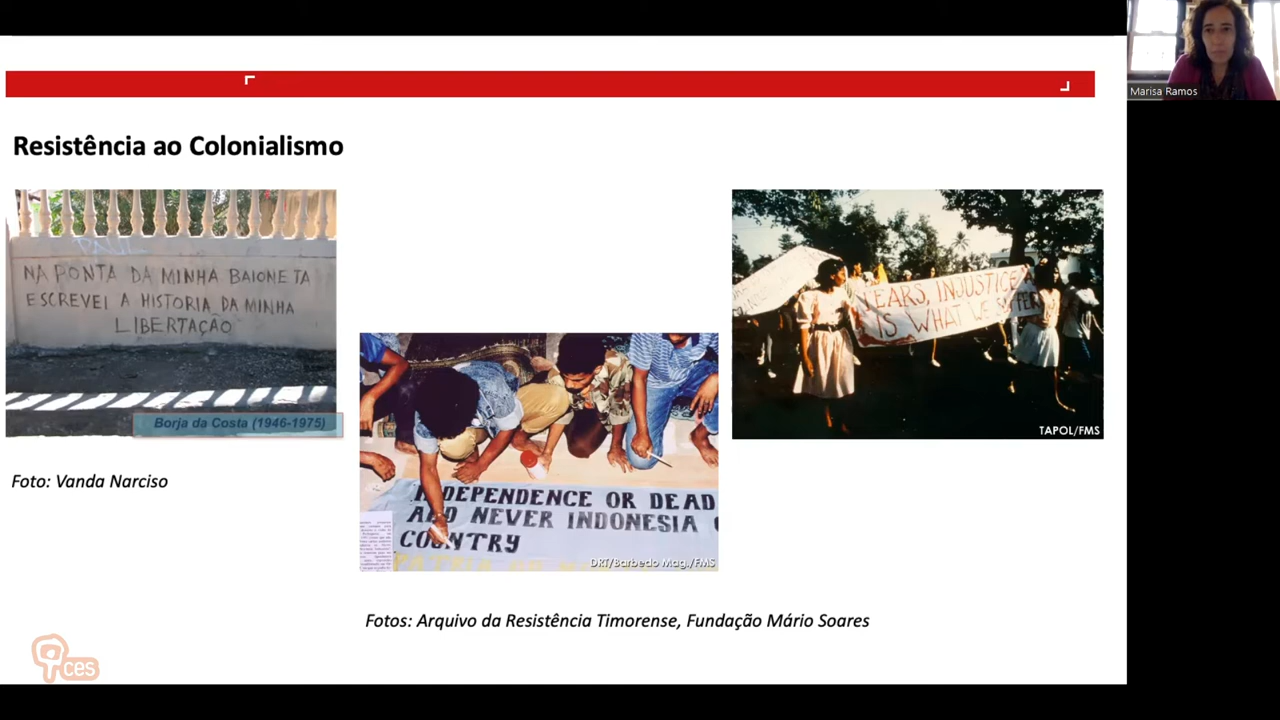 Marisa Ramos
Resistência ao Colonialismo
NA PONTA DA MINHA BAIONETA
ESCREVEI A HISTORIA DA MINHA
LIBERTAÇÃO
Borja da Costa (1946-1975)
Foto: Vanda Narciso
INDEPENDENCE OR DEAD
AND NEVER INDONESIA
COUNTRY
DRT/Barbedo Mag./FMS
YEARS, INJUSTICE
IS WHAT WE SUFFER
TAPOL/FMS
Fotos: Arquivo da Resistência Timorense, Fundação Mário Soares
ces